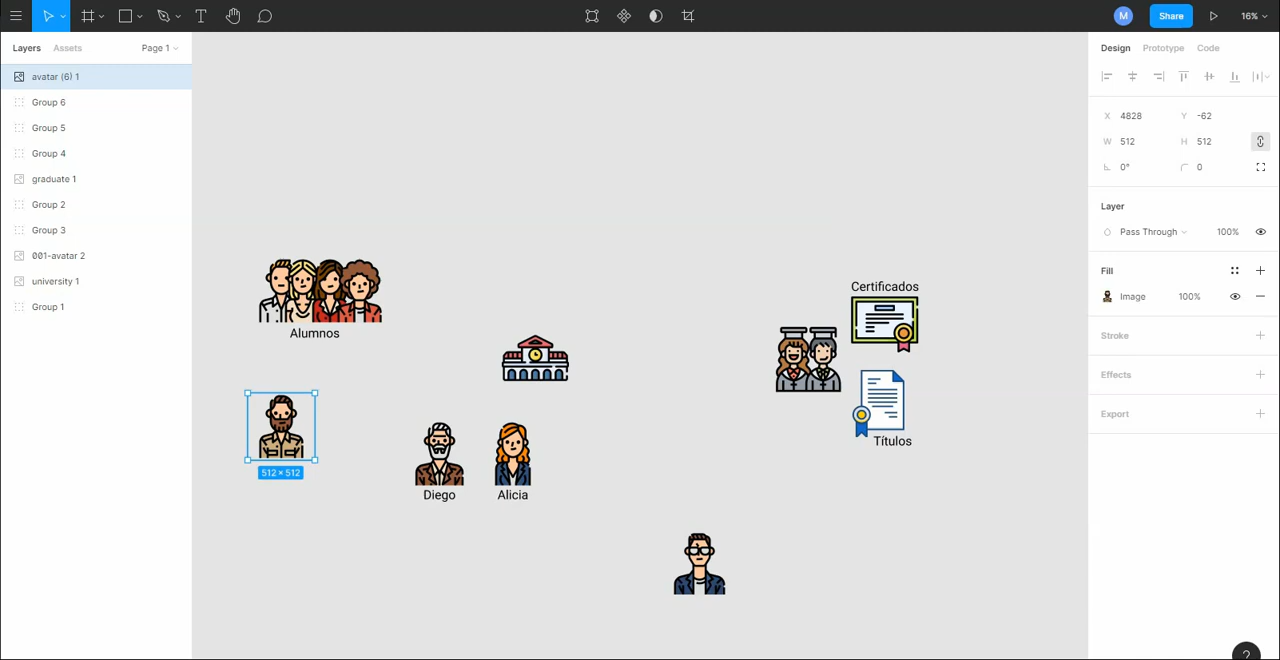 M
Share
16%
Layers
Assets
Page 1
avatar (6) 1
Group 6
Group 5
Group 4
graduate 1
Group 2
Group 3
001-avatar 2
university 1
Group 1
Alumnos
512 × 512
Diego
Alicia
Certificados
Títulos
Design
Prototype
Code
X 4828
Y -62
W 512
H 512
0°
0
Layer
Pass Through
100%
Fill
Image
100%
Stroke
Effects
Export
?